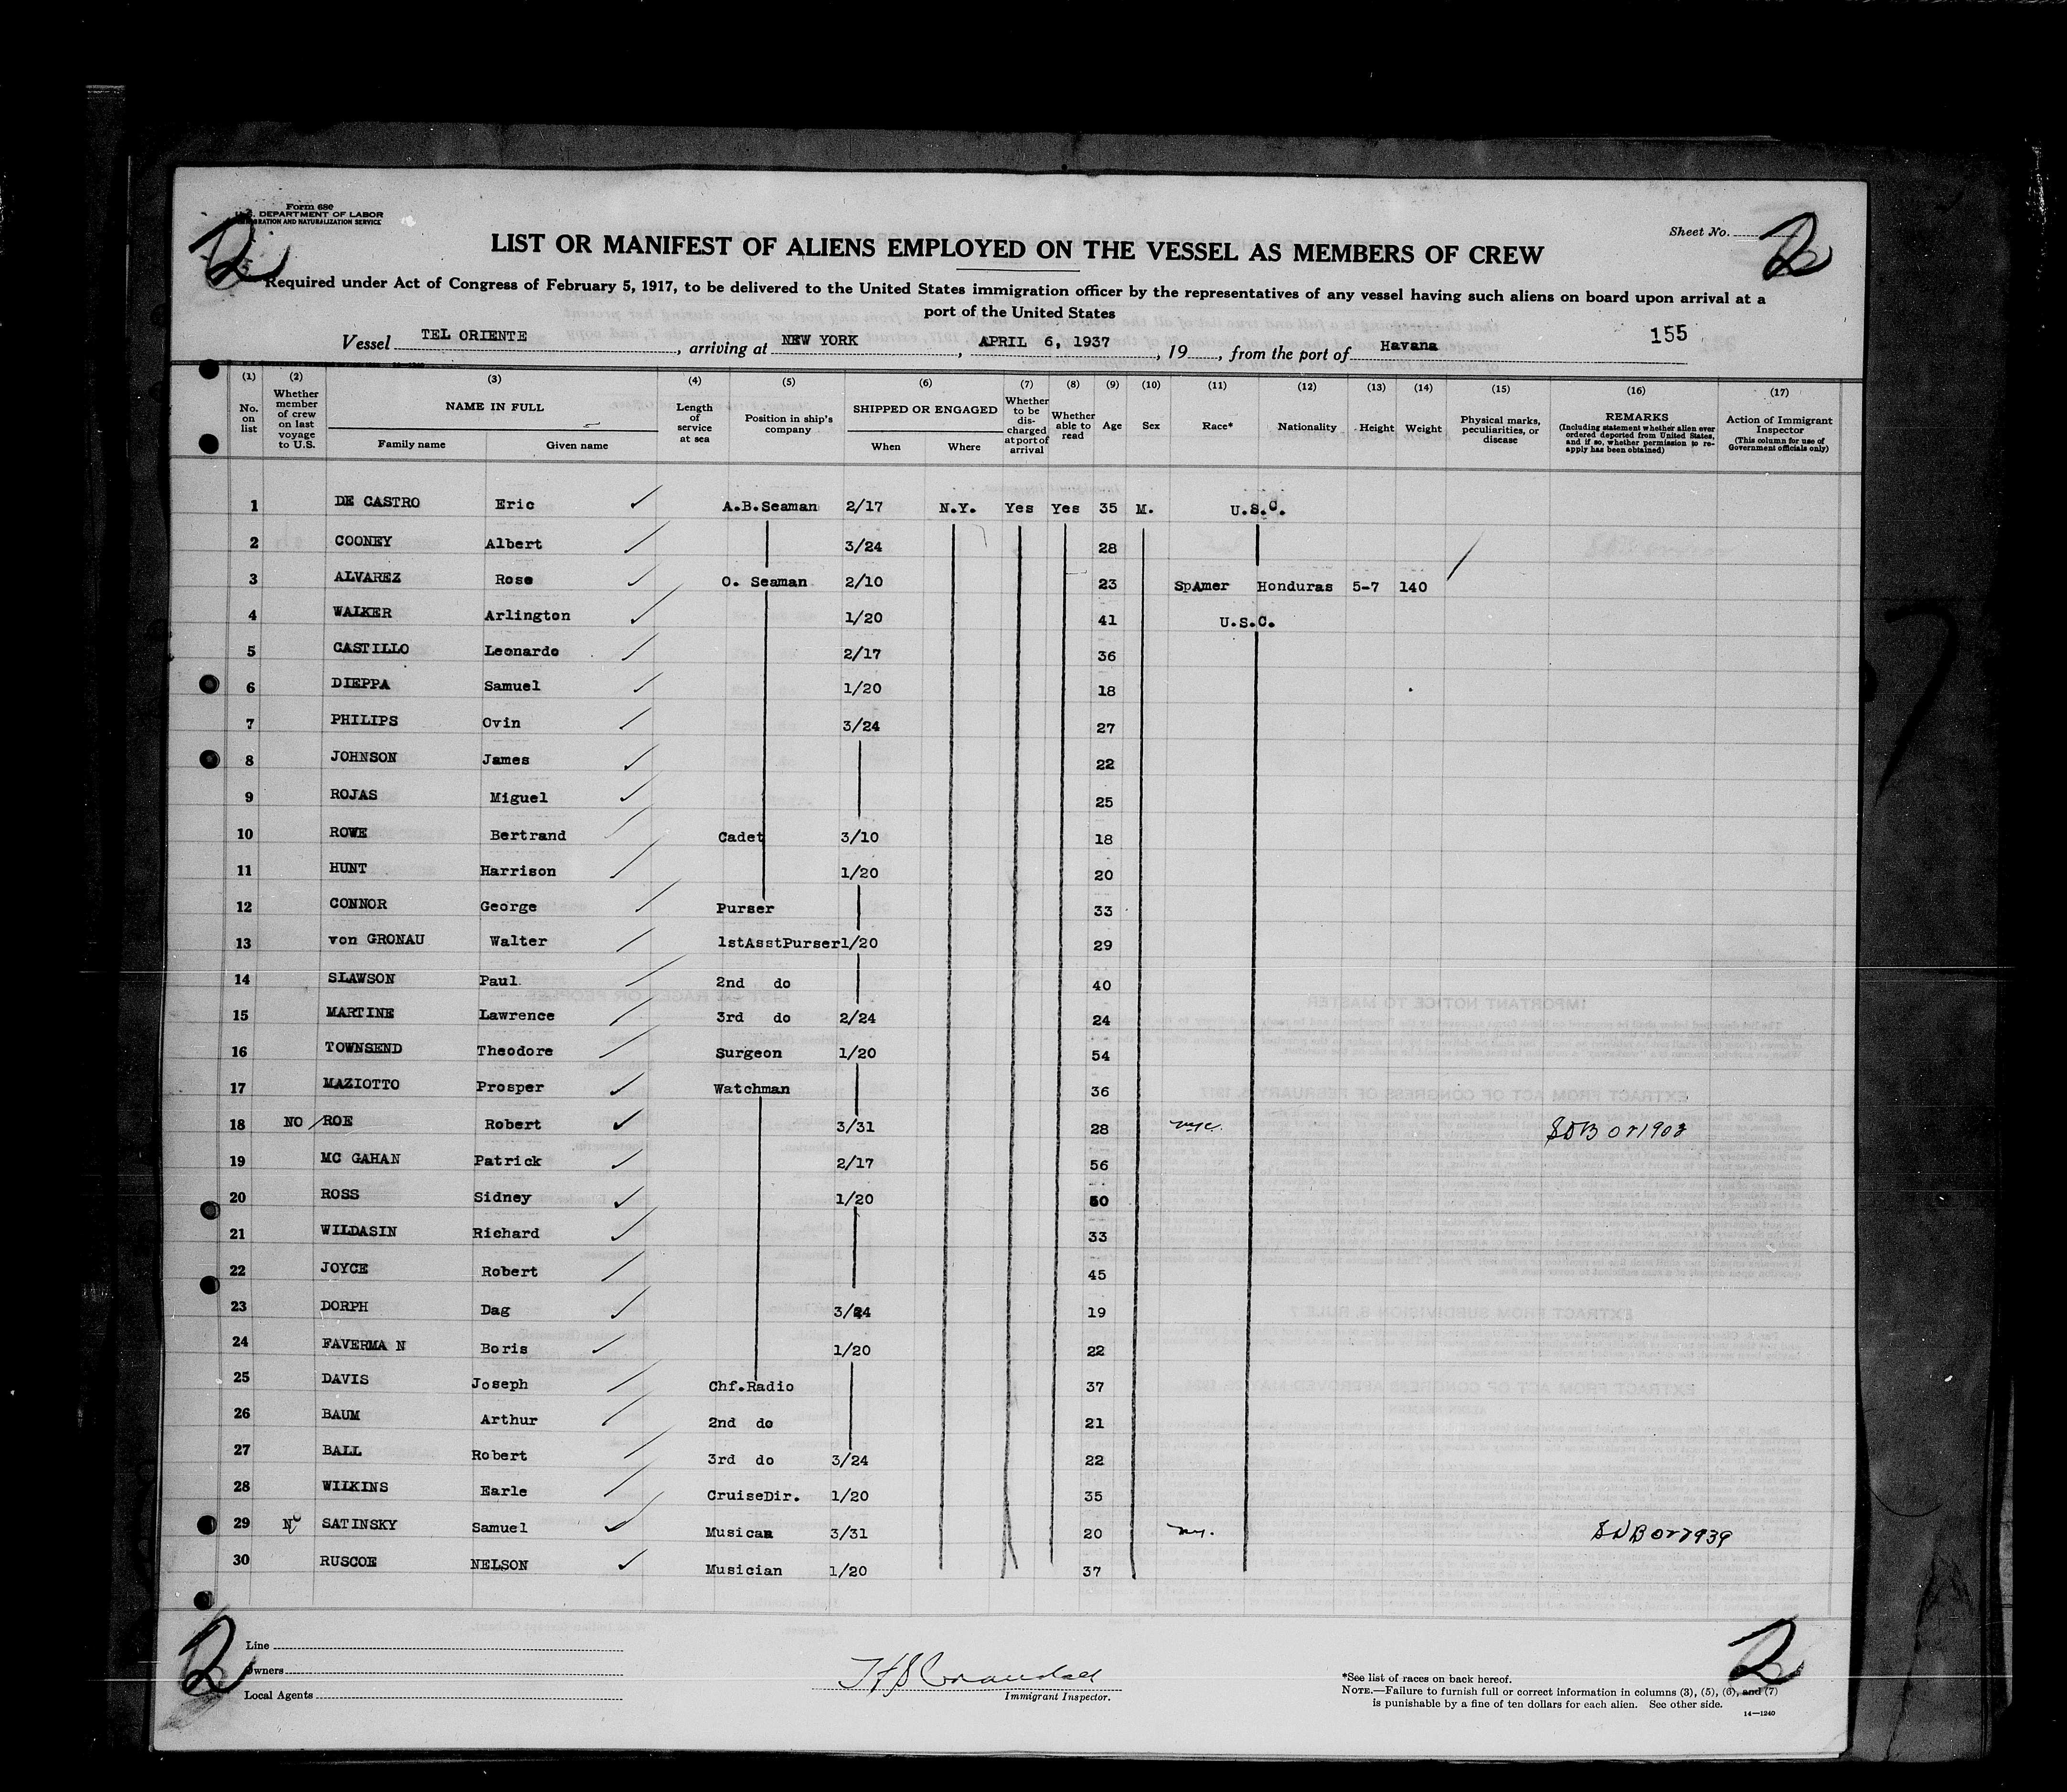 Form 680
U.S. DEPARTMENT OF LABOR
IMMIGRATION AND NATURALIZATION SERVICE
Sheet No. 2
LIST OR MANIFEST OF ALIENS EMPLOYED ON THE VESSEL AS MEMBERS OF CREW
Required under Act of Congress of February 5, 1917, to be delivered to the United States immigration officer by the representatives of any vessel having such aliens on board upon arrival at a
port of the United States
155
Vessel TEL ORIENTE, arriving at NEW YORK, APRIL 6, 1937, 19, from the port of Havana
(1) (2) (3) (4) (5) (6) (7) (8) (9) (10) (11) (12) (13) (14) (15) (16) (17)
No. on list Whether member of crew on last voyage to U.S. NAME IN FULL Family name Given name Length of service at sea Position in ship's company SHIPPED OR ENGAGED When Where Whether to be discharged at port of arrival Whether able to read Age Sex Race* Nationality Height Weight Physical marks, peculiarities, or disease REMARKS (Including statement whether alien ever ordered deported from United States, and if so, whether permission to reapply has been obtained) Action of Immigrant Inspector (This column for use of Government officials only)
1 DE CASTRO Eric A.B.Seaman 2/17 N.Y. Yes Yes 35 M. U.S.C.
2 COONEY Albert 3/24 28
3 ALVAREZ Rose O. Seaman 2/10 23 SpAmer Honduras 5-7 140
4 WALKER Arlington 1/20 41 U.S.C.
5 CASTILLO Leonardo 2/17 36
6 DIEPPA Samuel 1/20 18
7 PHILIPS Ovin 3/24 27
8 JOHNSON James 22
9 ROJAS Miguel 25
10 ROWE Bertrand Cadet 3/10 18
11 HUNT Harrison 1/20 20
12 CONNOR George Purser 33
13 von GRONAU Walter 1stAsstPurser 1/20 29
14 SLAWSON Paul 2nd do 40
15 MARTINE Lawrence 3rd do 2/24 24
16 TOWNSEND Theodore Surgeon 1/20 54
17 MAZIOTTO Prosper Watchman 36
18 NO ROE Robert 3/31 28
19 MC GAHAN Patrick 2/17 56
20 ROSS Sidney 1/20
21 WILDASIN Richard 33
22 JOYCE Robert 45
23 DORPH Dag 3/24 19
24 FAVERMA N Boris 1/20 22
25 DAVIS Joseph Chf.Radio 37
26 BAUM Arthur 2nd do 21
27 BALL Robert 3rd do 3/24 22
28 WILKINS Earle CruiseDir. 1/20 35
29 No SATINSKY Samuel 3/31 20
30 RUSCOE NELSON Musician 1/20 37
Line
Owners
Local Agents
Immigrant Inspector.
*See list of races on back hereof.
NOTE.—Failure to furnish full or correct information in columns (3), (5), (6), and (7)
is punishable by a fine of ten dollars for each alien. See other side.
14—1240